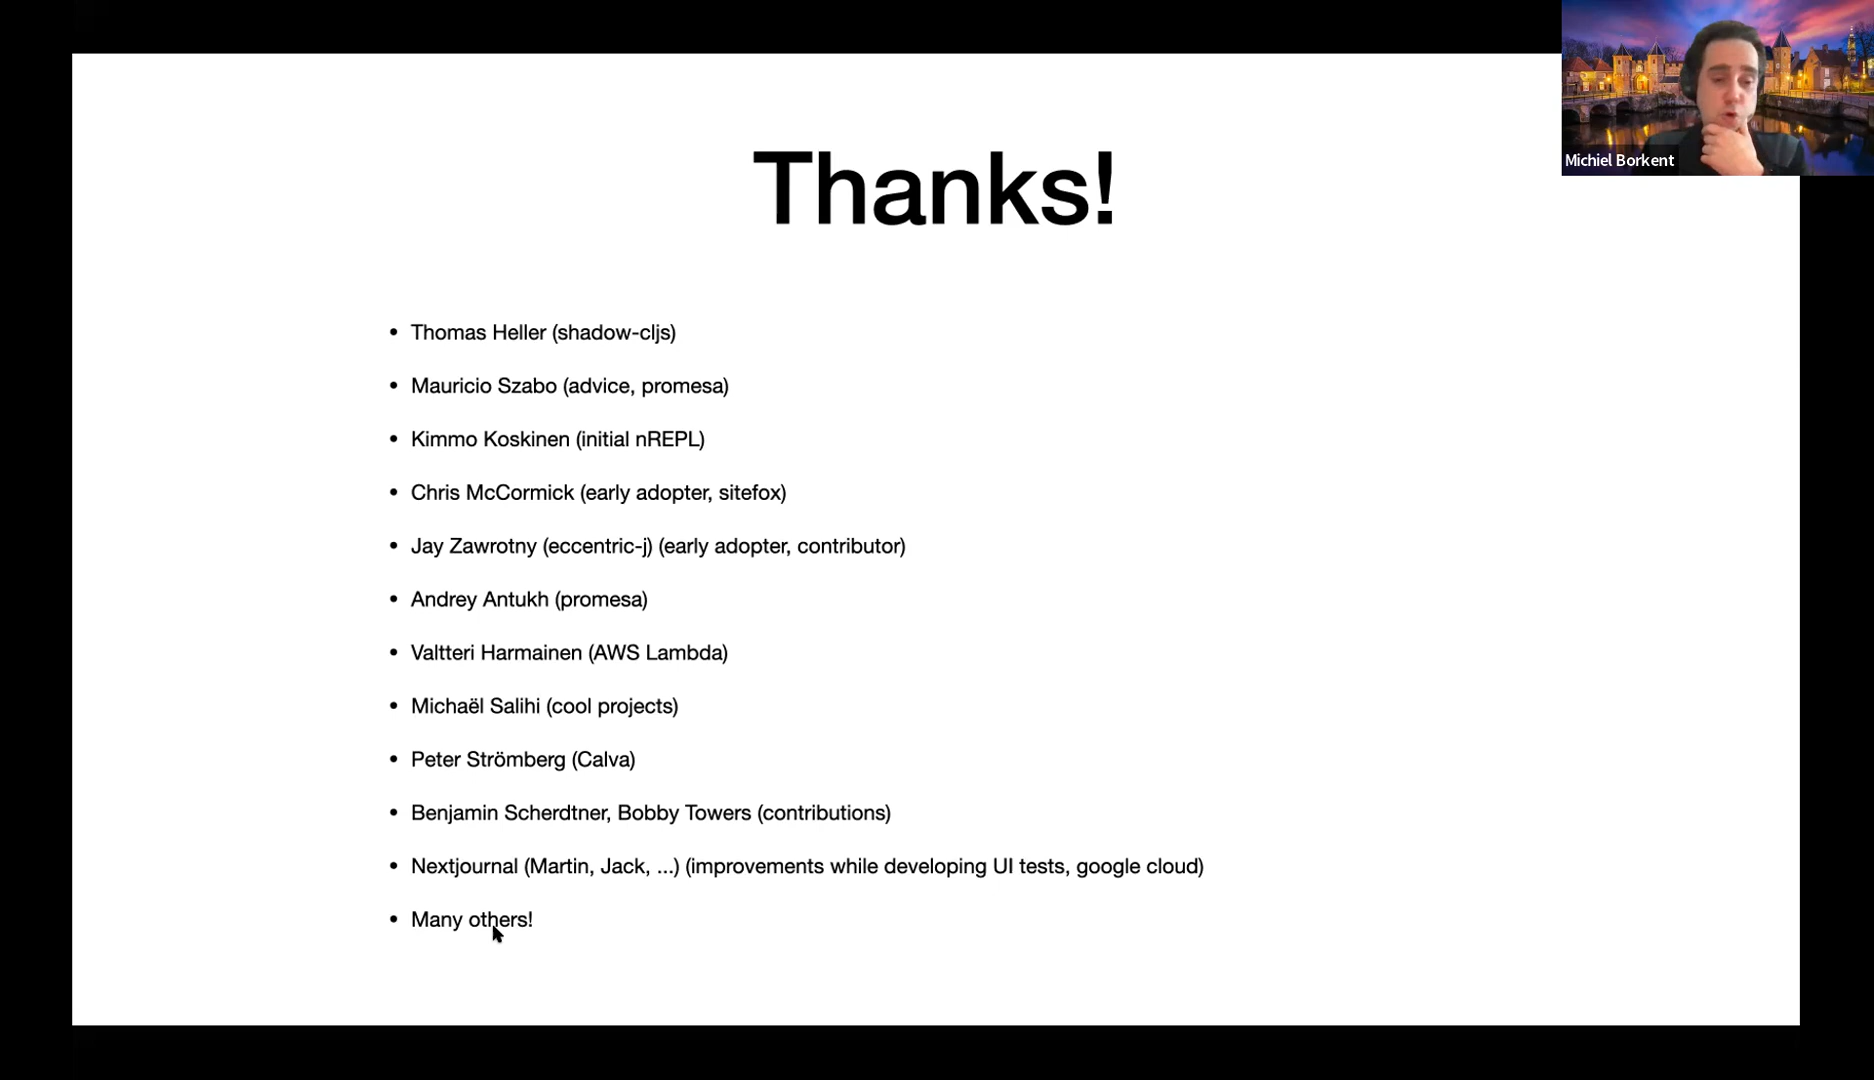 Thanks!
• Thomas Heller (shadow-cljs)
• Mauricio Szabo (advice, promesa)
• Kimmo Koskinen (initial nREPL)
• Chris McCormick (early adopter, sitefox)
• Jay Zawrotny (eccentric-j) (early adopter, contributor)
• Andrey Antukh (promesa)
• Valtteri Harmainen (AWS Lambda)
• Michaël Salihi (cool projects)
• Peter Strömberg (Calva)
• Benjamin Scherdtner, Bobby Towers (contributions)
• Nextjournal (Martin, Jack, ...) (improvements while developing UI tests, google cloud)
• Many others!
Michiel Borkent